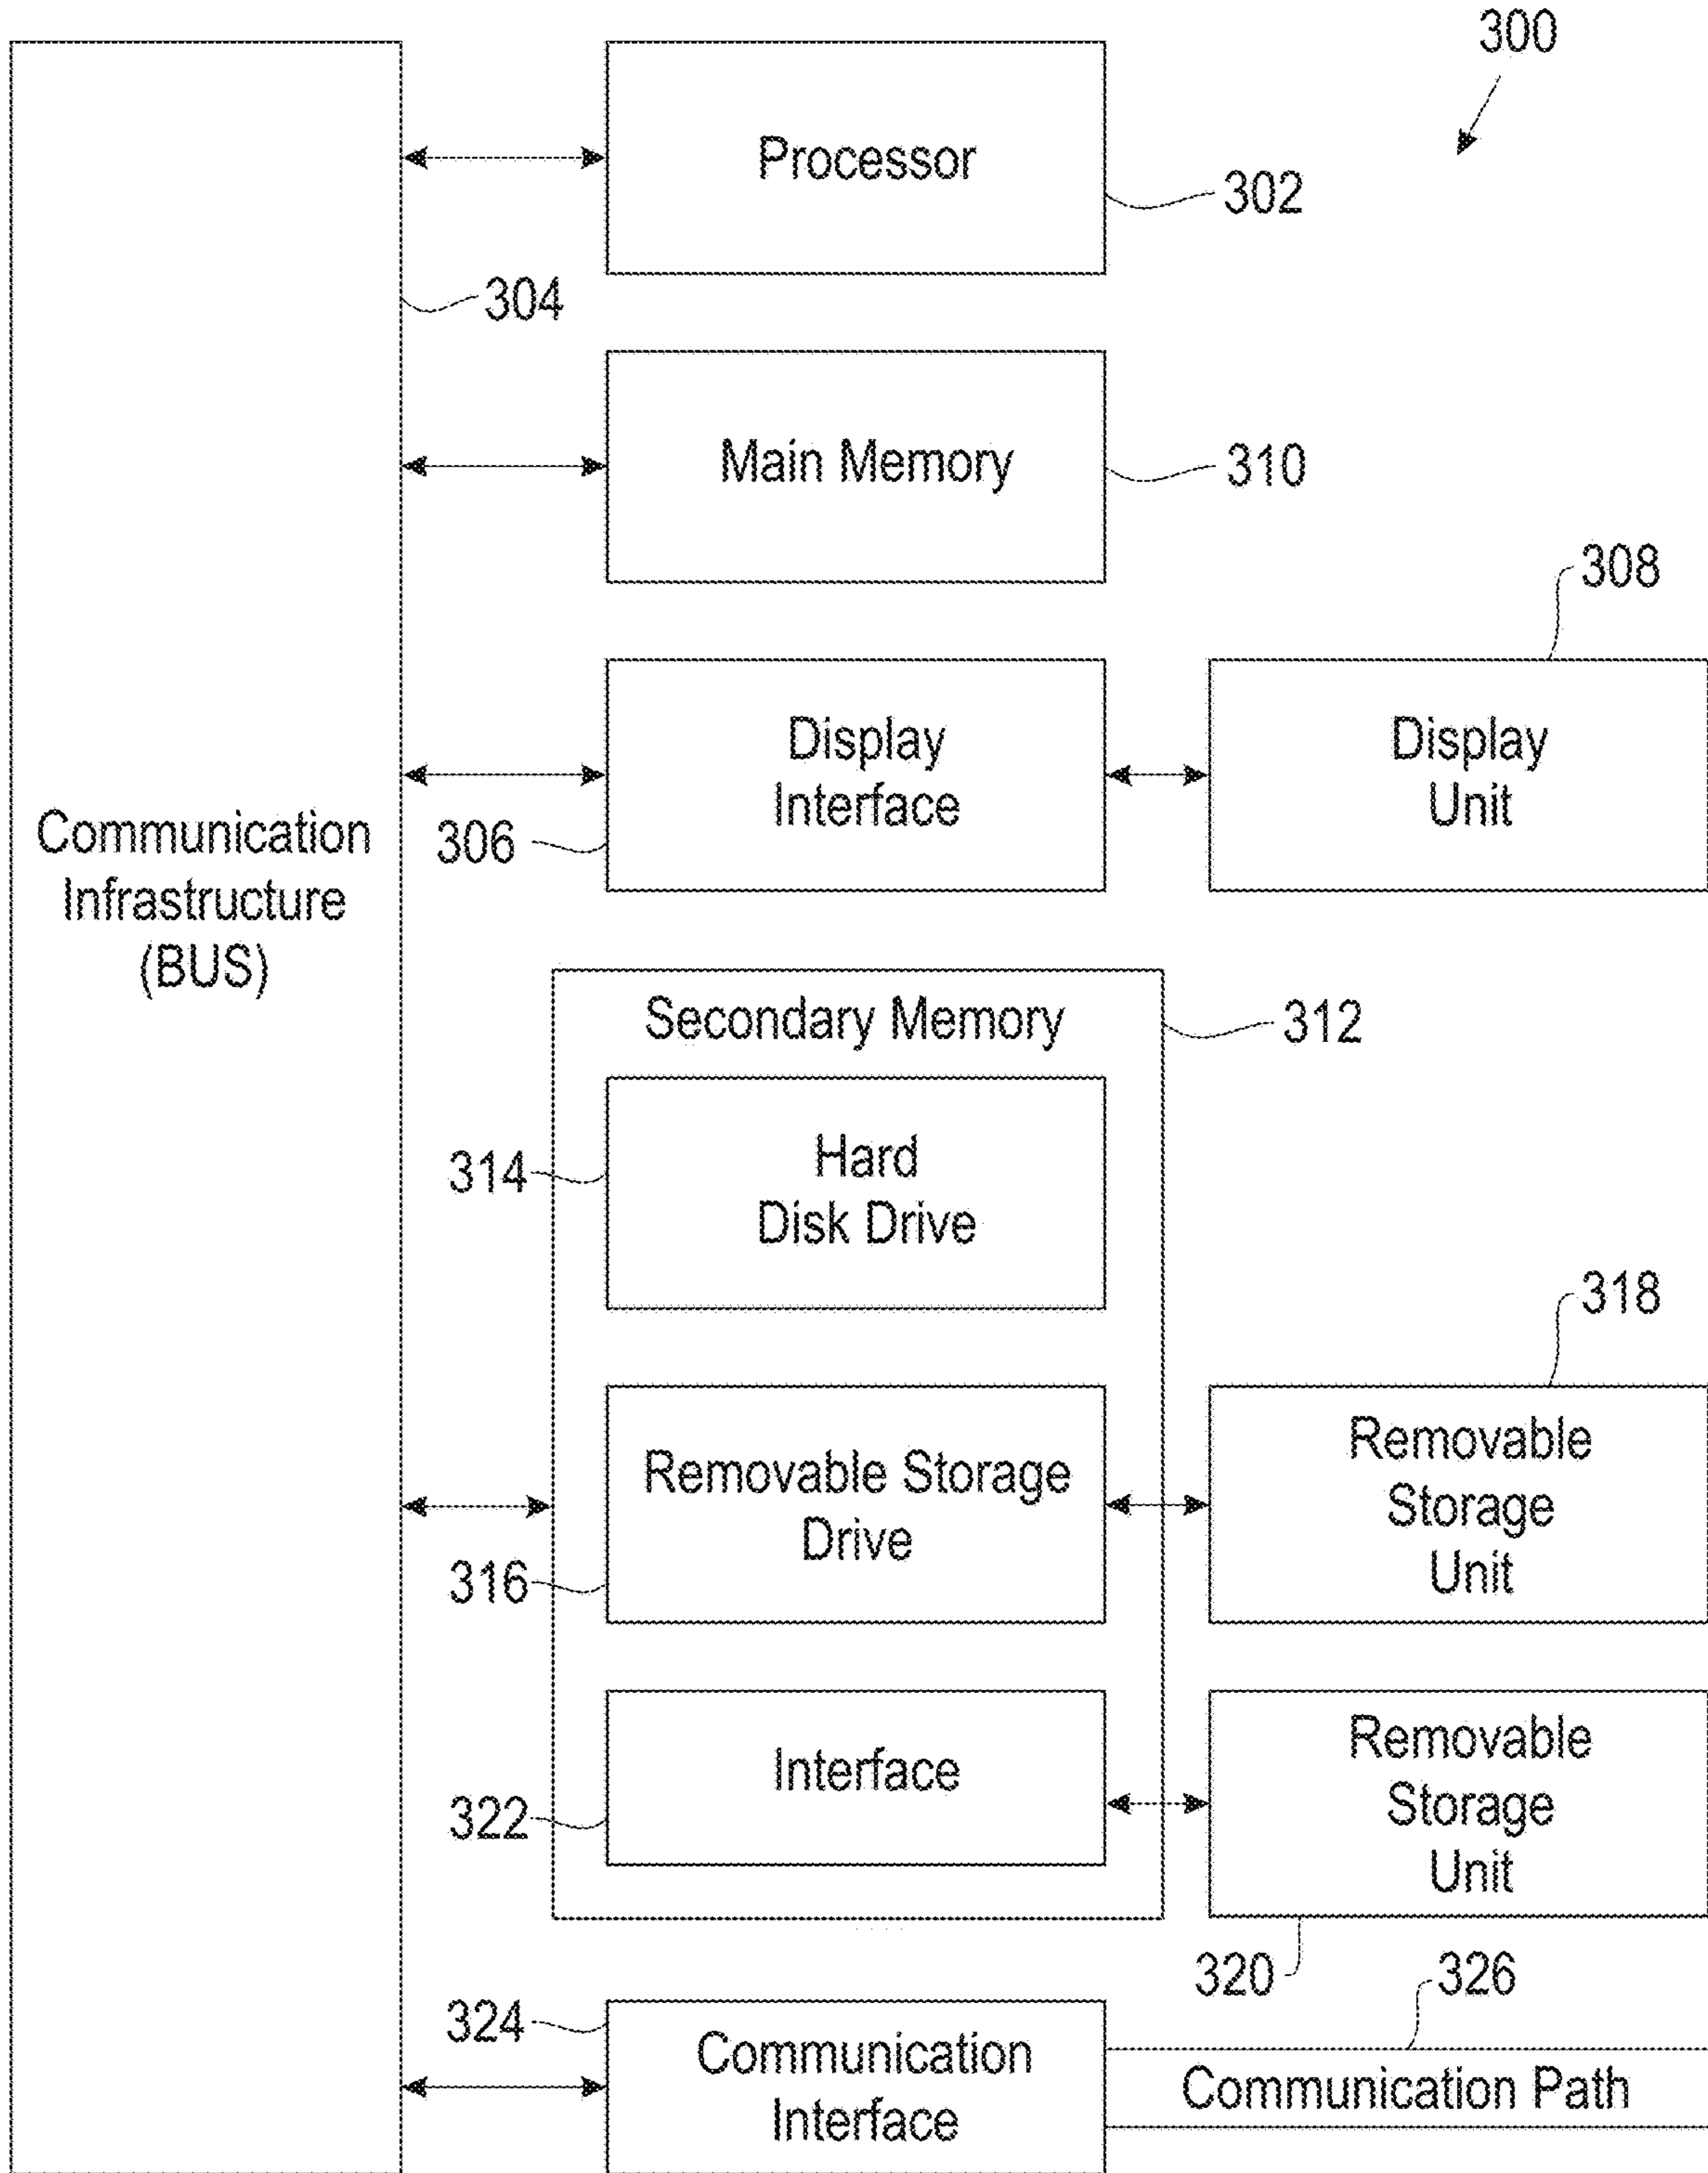 300
Processor
302
304
Main Memory
310
308
Display
Interface
306
Display
Unit
Communication
Infrastructure
(BUS)
Secondary Memory
312
Hard
Disk Drive
314
318
Removable Storage
Drive
316
Removable
Storage
Unit
Interface
322
Removable
Storage
Unit
320
326
324
Communication
Interface
Communication Path